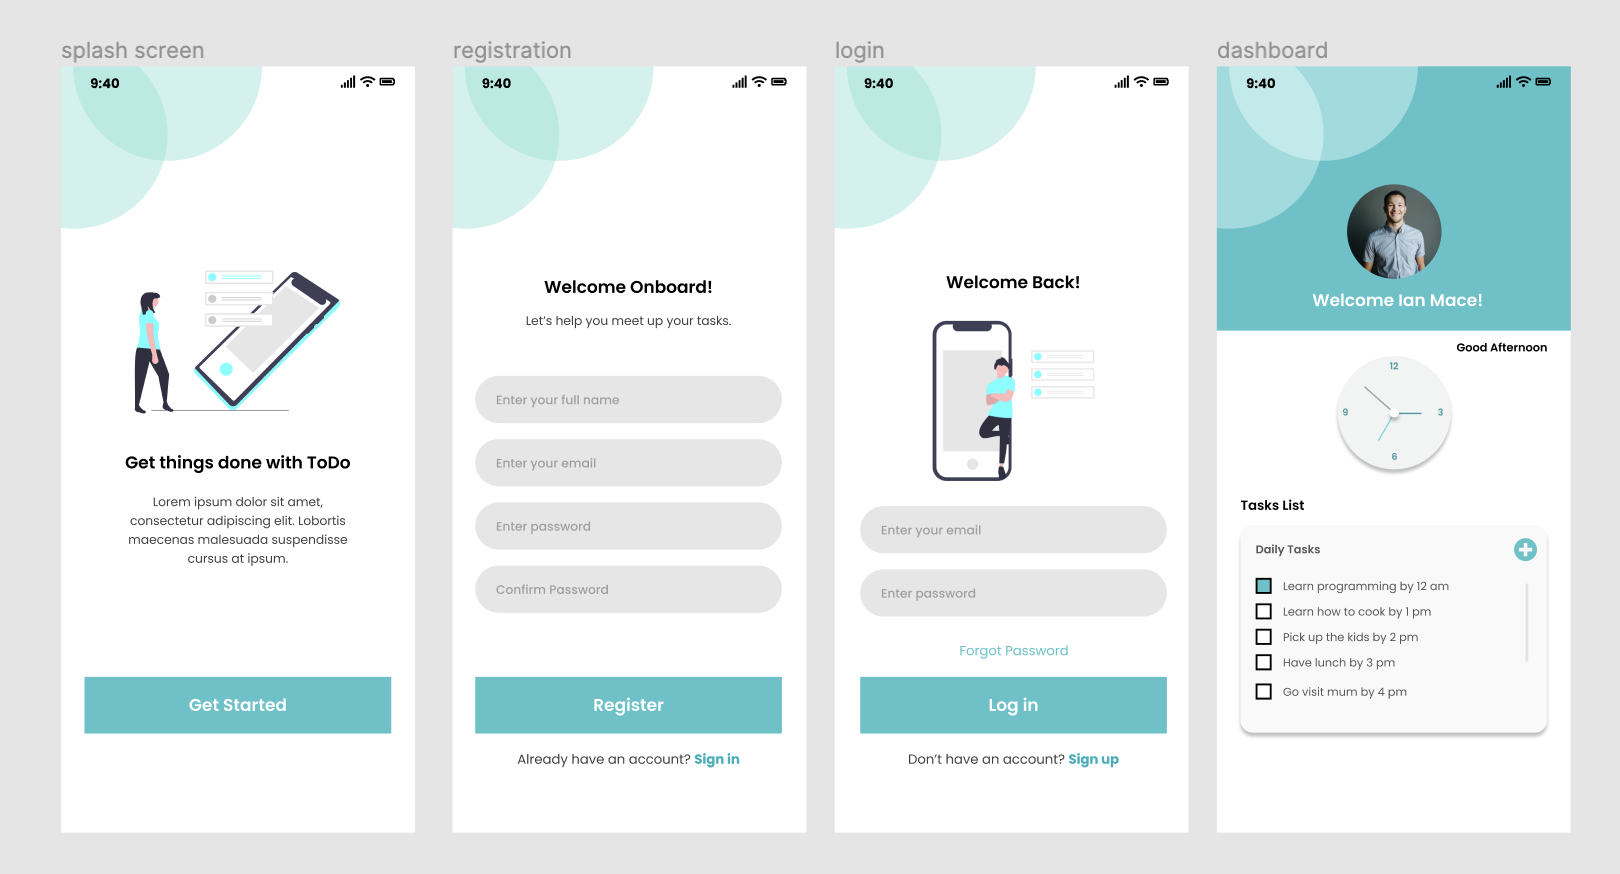 splash screen
9:40
Get things done with ToDo
Lorem ipsum dolor sit amet,
consectetur adipiscing elit. Lobortis
maecenas malesuada suspendisse
cursus at ipsum.
Get Started
registration
9:40
Welcome Onboard!
Let’s help you meet up your tasks.
Enter your full name
Enter your email
Enter password
Confirm Password
Register
Already have an account? Sign in
login
9:40
Welcome Back!
Enter your email
Enter password
Forgot Password
Log in
Don’t have an account? Sign up
dashboard
9:40
Welcome Ian Mace!
Good Afternoon
12
9
3
6
Tasks List
Daily Tasks
Learn programming by 12 am
Learn how to cook by 1 pm
Pick up the kids by 2 pm
Have lunch by 3 pm
Go visit mum by 4 pm